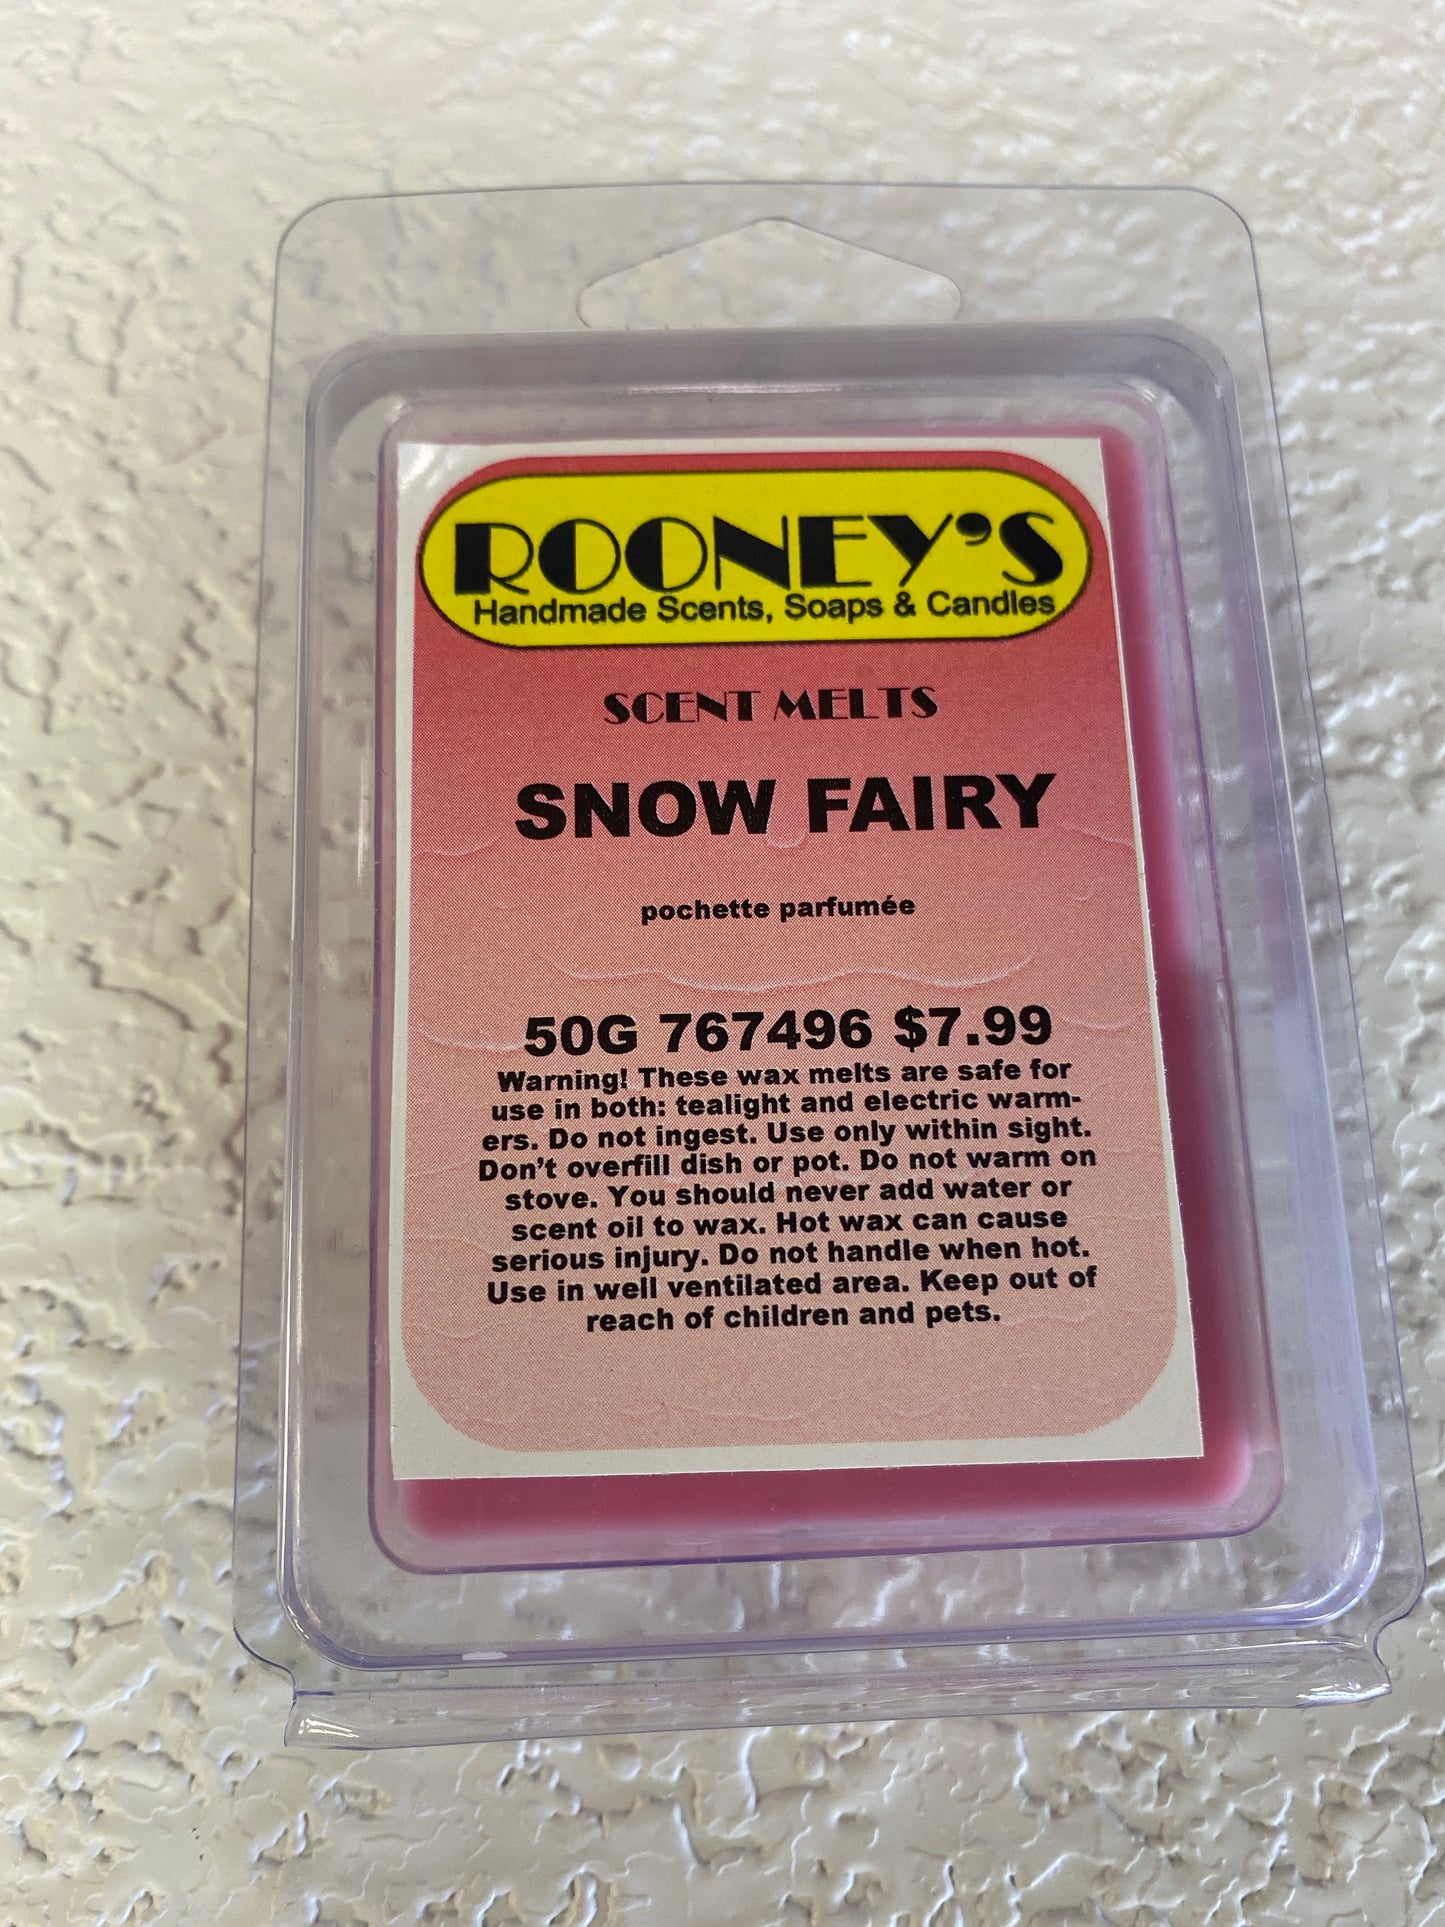 ROONEY'S
Handmade Scents, Soaps & Candles
SCENT MELTS
SNOW FAIRY
pochette parfumée
50G 767496 $7.99
Warning! These wax melts are safe for
use in both: tealight and electric warm-
ers. Do not ingest. Use only within sight.
Don't overfill dish or pot. Do not warm on
stove. You should never add water or
scent oil to wax. Hot wax can cause
serious injury. Do not handle when hot.
Use in well ventilated area. Keep out of
reach of children and pets.